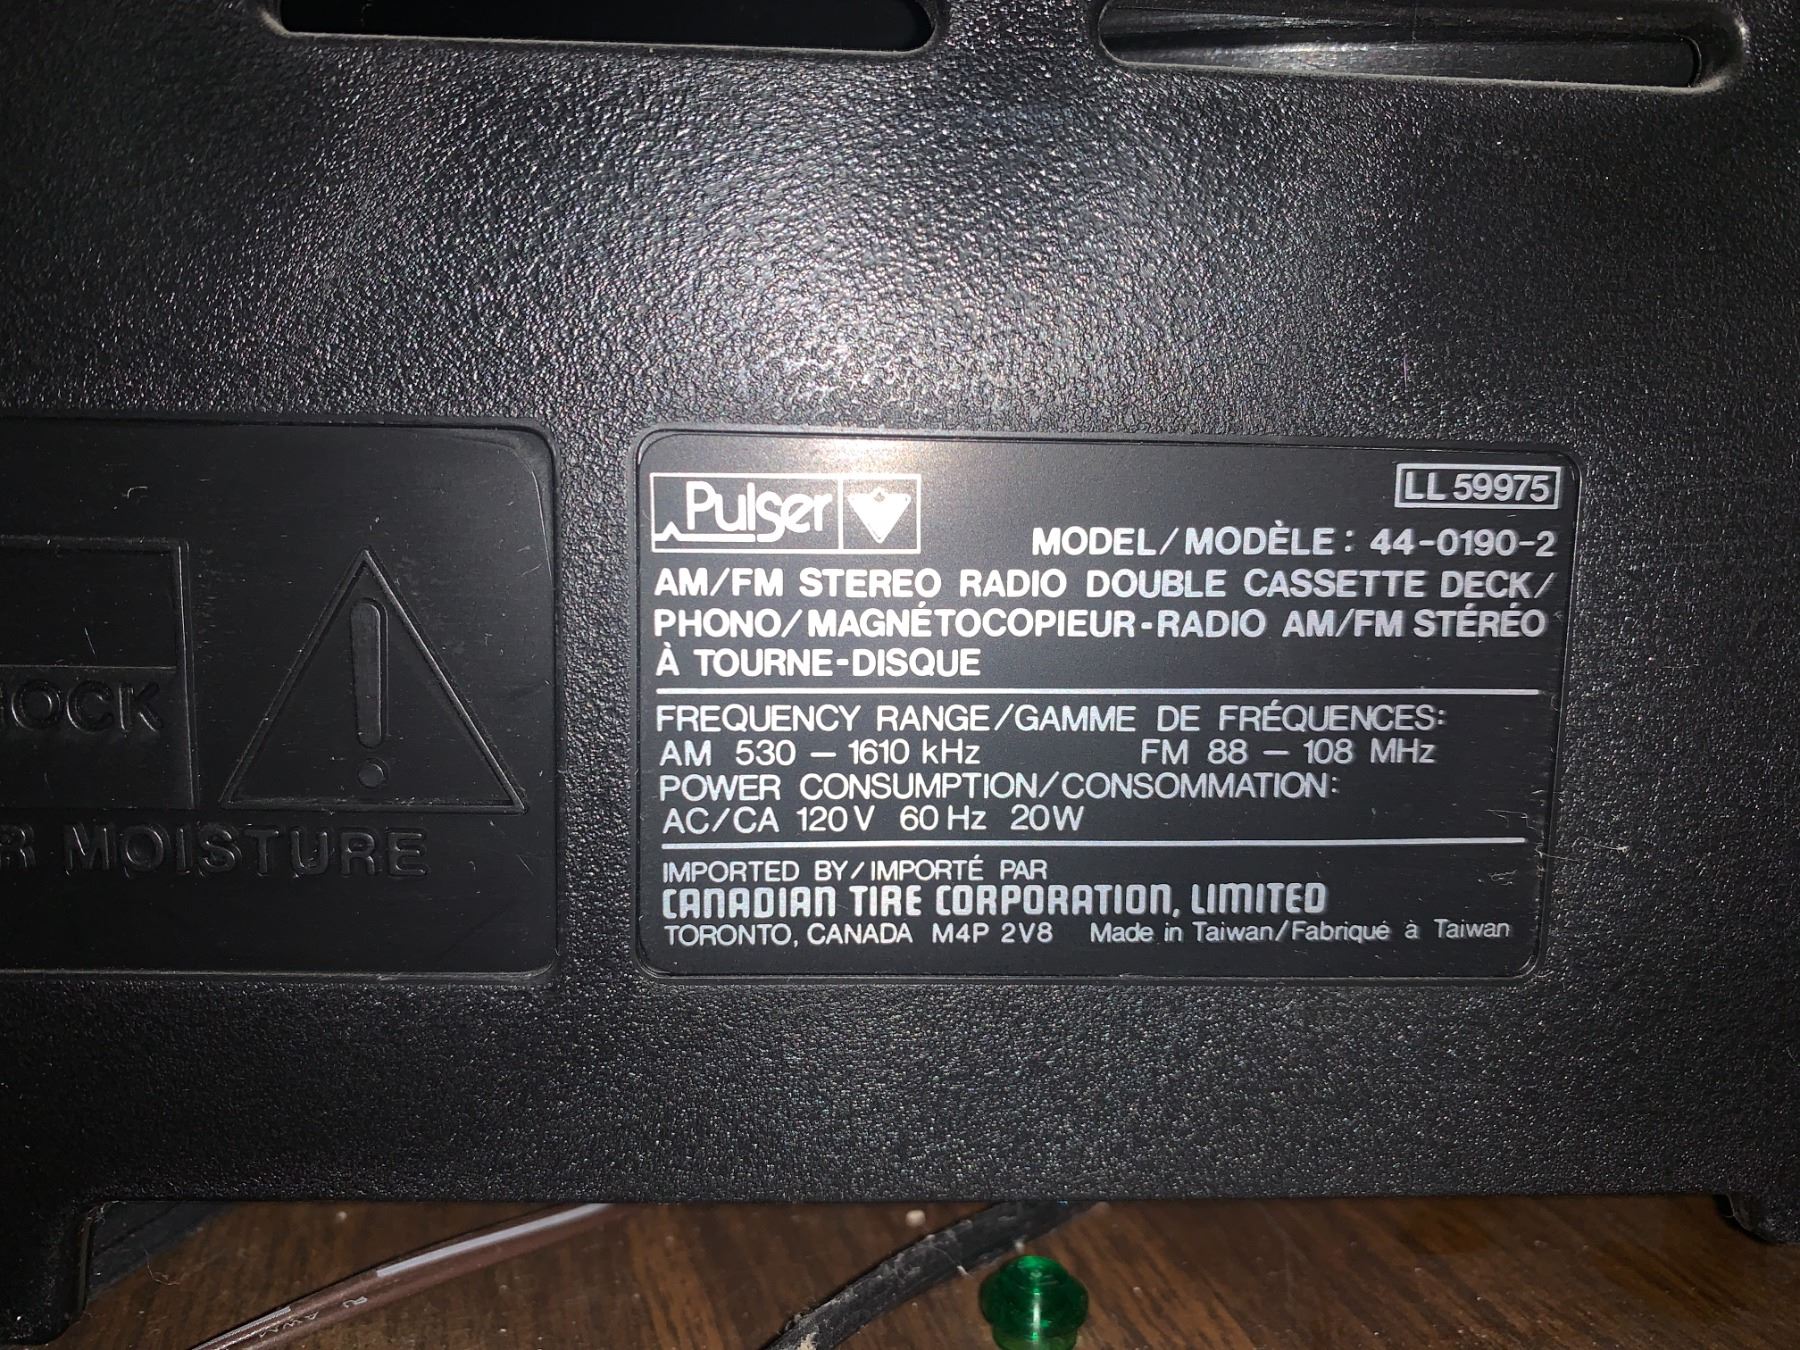 OCK
R MOISTURE
Pulser
LL 59975
MODEL/MODÈLE: 44-0190-2
AM/FM STEREO RADIO DOUBLE CASSETTE DECK/
PHONO/MAGNÉTOCOPIEUR-RADIO AM/FM STÉRÉO
À TOURNE-DISQUE
FREQUENCY RANGE/GAMME DE FRÉQUENCES:
AM 530 – 1610 kHz FM 88 – 108 MHz
POWER CONSUMPTION/CONSOMMATION:
AC/CA 120V 60Hz 20W
IMPORTED BY/IMPORTÉ PAR
CANADIAN TIRE CORPORATION, LIMITED
TORONTO, CANADA M4P 2V8 Made in Taiwan/Fabriqué à Taiwan